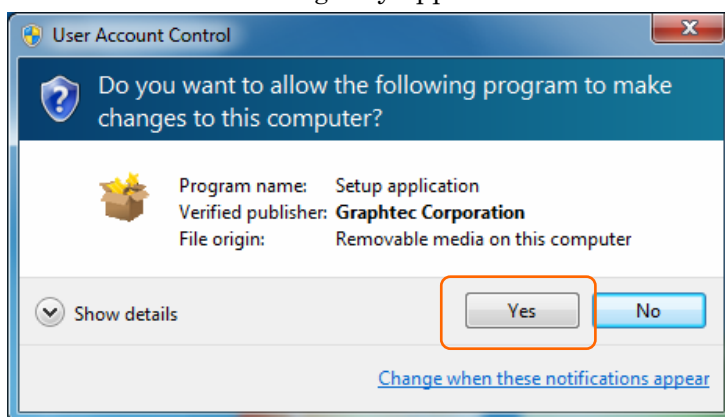 User Account Control
Do you want to allow the following program to make
changes to this computer?
Program name: Setup application
Verified publisher: Graphtec Corporation
File origin: Removable media on this computer
Show details
Yes
No
Change when these notifications appear